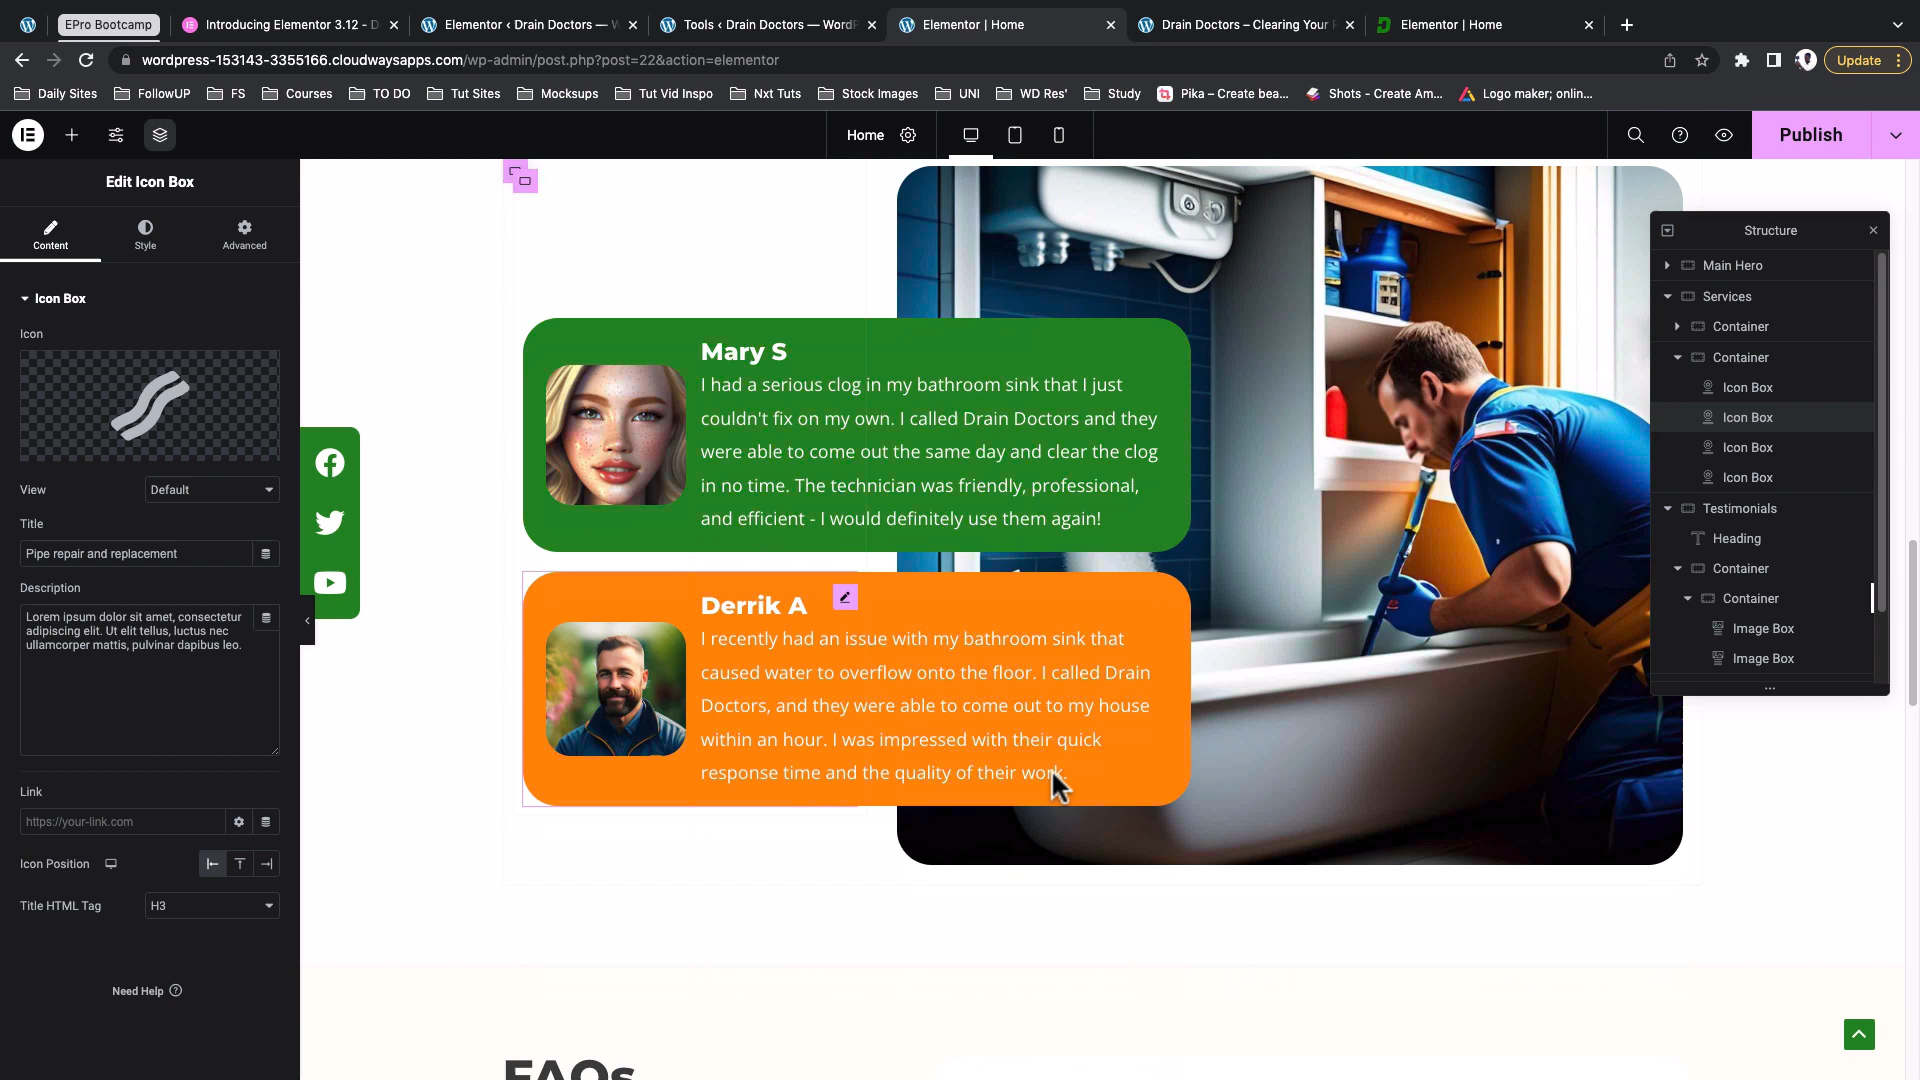 EPro Bootcamp
Introducing Elementor 3.12 - D
Elementor ‹ Drain Doctors — W
Tools ‹ Drain Doctors — WordP
Elementor | Home
Drain Doctors – Clearing Your P
Elementor | Home
wordpress-153143-3355166.cloudwaysapps.com/wp-admin/post.php?post=22&action=elementor
Update
Daily Sites
FollowUP
FS
Courses
TO DO
Tut Sites
Mocksups
Tut Vid Inspo
Nxt Tuts
Stock Images
UNI
WD Res'
Study
Pika – Create bea...
Shots - Create Am...
Logo maker; onlin...
Home
Publish
Edit Icon Box
Content
Style
Advanced
Icon Box
Icon
View
Default
Title
Pipe repair and replacement
Description
Lorem ipsum dolor sit amet, consectetur
adipiscing elit. Ut elit tellus, luctus nec
ullamcorper mattis, pulvinar dapibus leo.
Link
https://your-link.com
Icon Position
Title HTML Tag
H3
Need Help
Mary S
I had a serious clog in my bathroom sink that I just
couldn't fix on my own. I called Drain Doctors and they
were able to come out the same day and clear the clog
in no time. The technician was friendly, professional,
and efficient - I would definitely use them again!
Derrik A
I recently had an issue with my bathroom sink that
caused water to overflow onto the floor. I called Drain
Doctors, and they were able to come out to my house
within an hour. I was impressed with their quick
response time and the quality of their work.
FAQs
Structure
Main Hero
Services
Container
Container
Icon Box
Icon Box
Icon Box
Icon Box
Testimonials
Heading
Container
Container
Image Box
Image Box